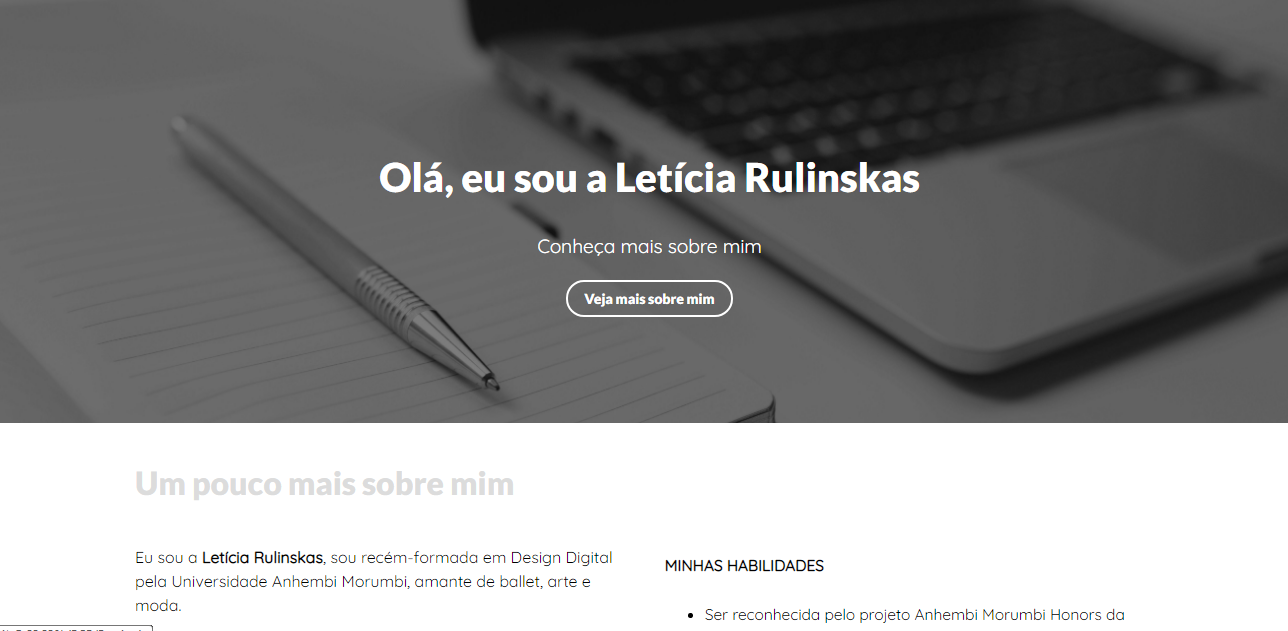 Olá, eu sou a Letícia Rulinskas
Conheça mais sobre mim
Veja mais sobre mim
Um pouco mais sobre mim
Eu sou a Letícia Rulinskas, sou recém-formada em Design Digital
pela Universidade Anhembi Morumbi, amante de ballet, arte e
moda.
MINHAS HABILIDADES
• Ser reconhecida pelo projeto Anhembi Morumbi Honors da